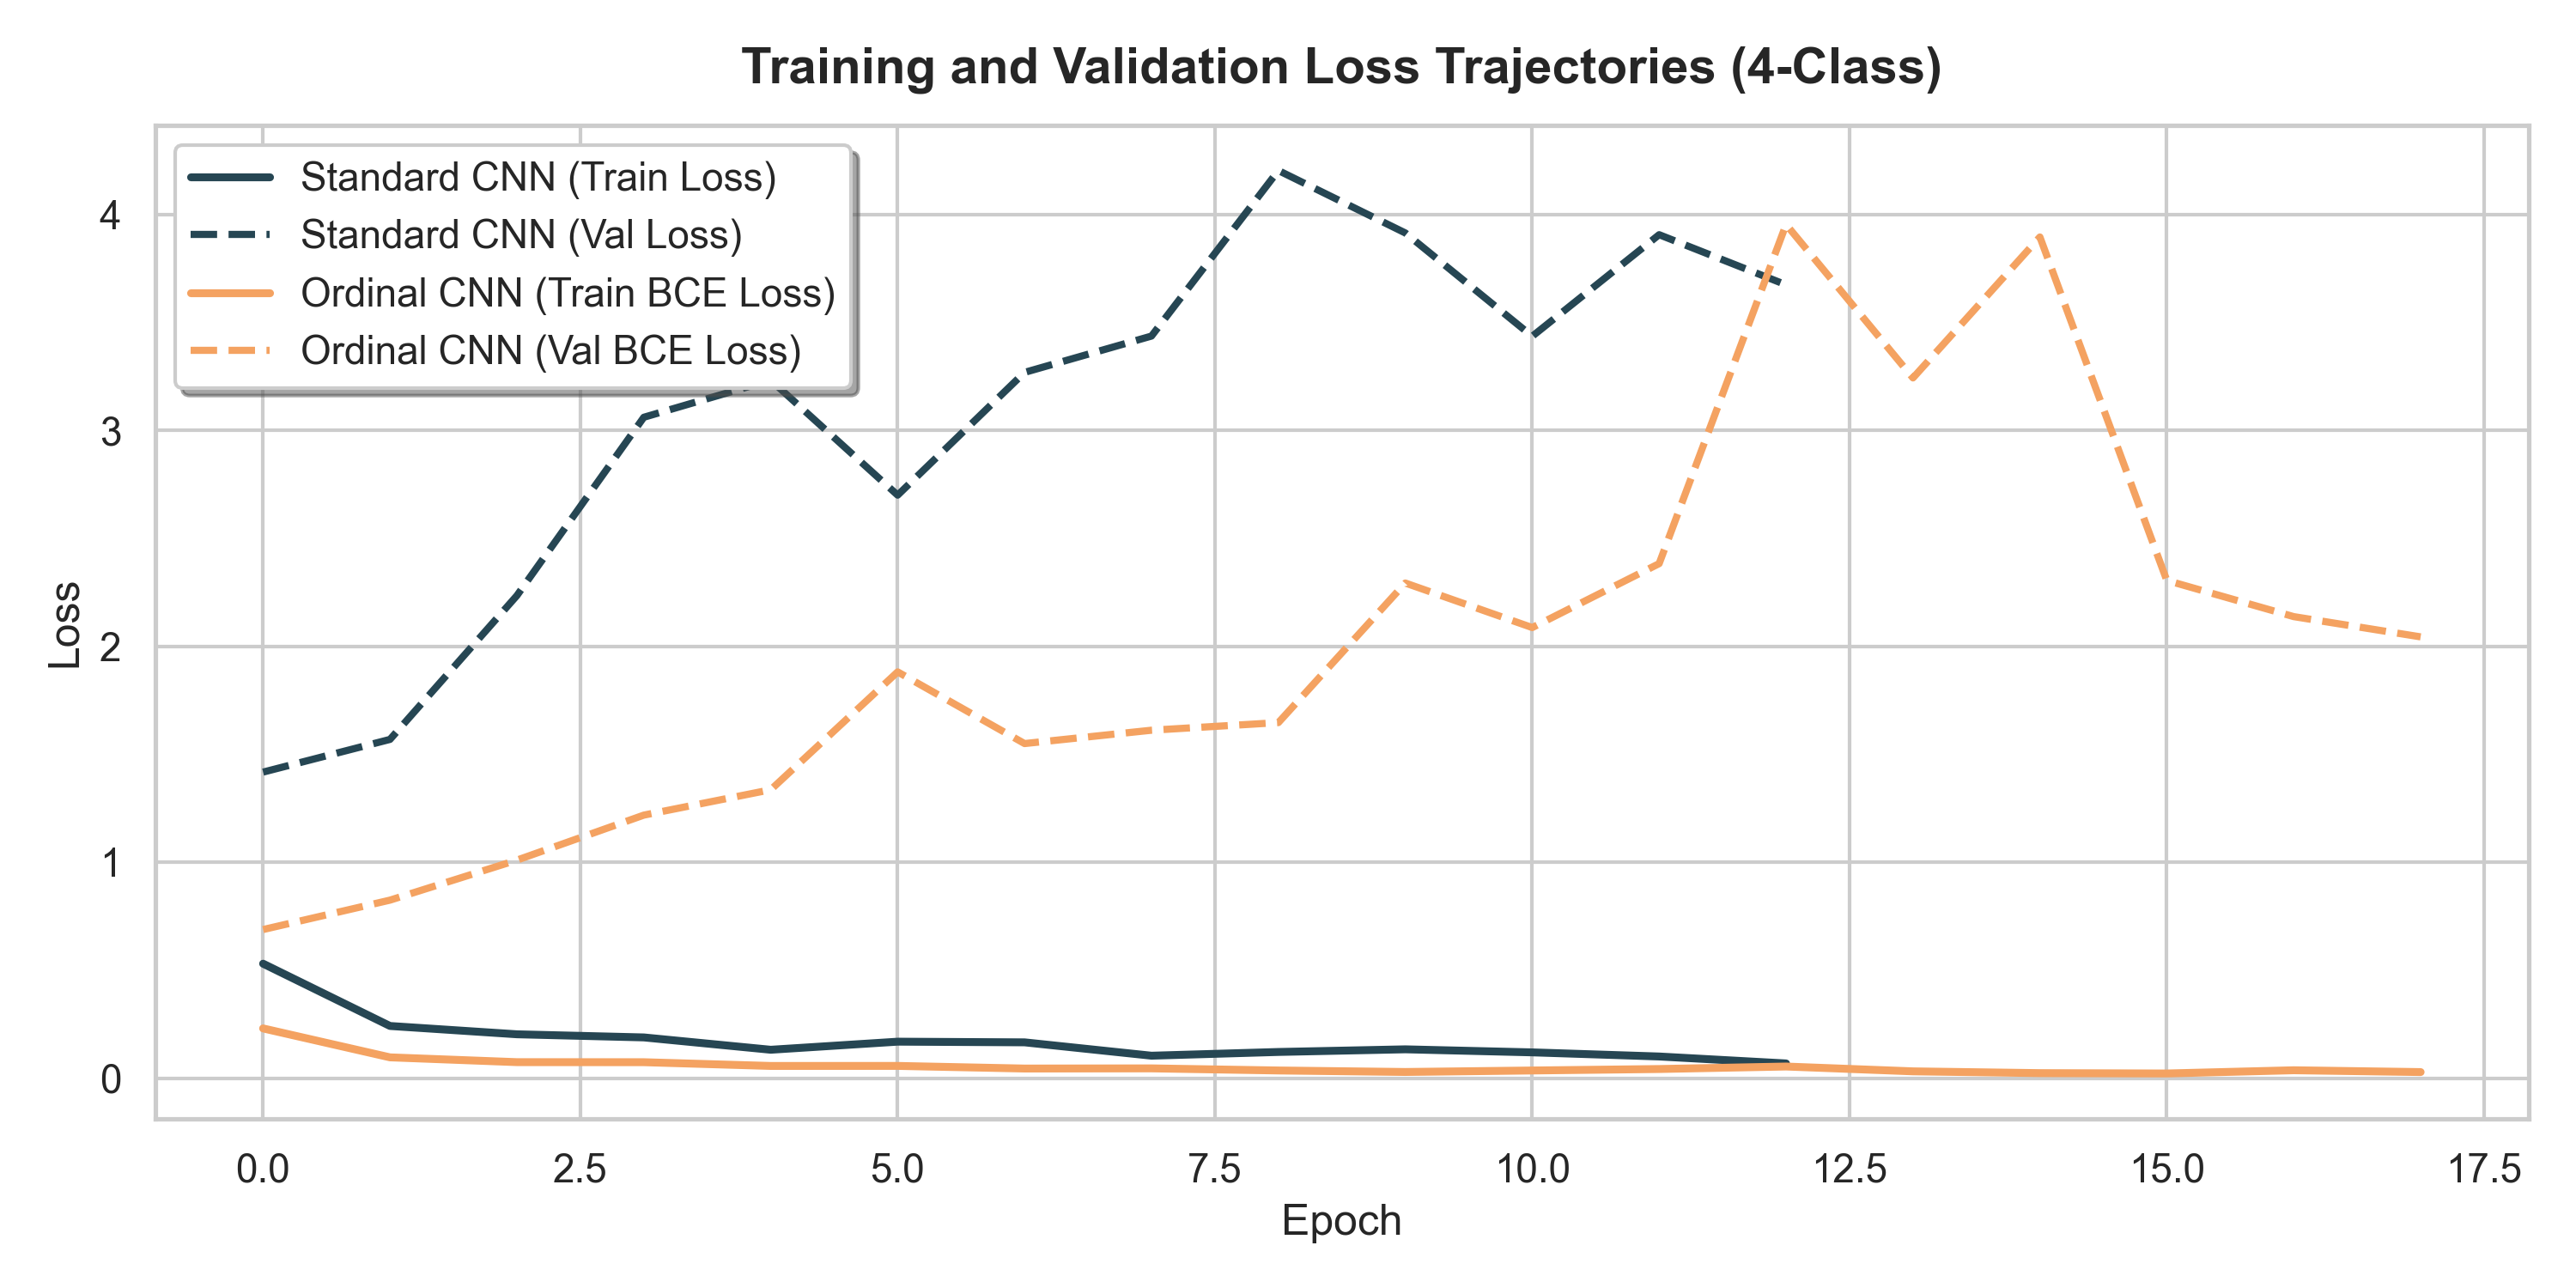 Training and Validation Loss Trajectories (4-Class)
Standard CNN (Train Loss)
Standard CNN (Val Loss)
Ordinal CNN (Train BCE Loss)
Ordinal CNN (Val BCE Loss)
4
3
2
1
0
Loss
0.0 2.5 5.0 7.5 10.0 12.5 15.0 17.5
Epoch